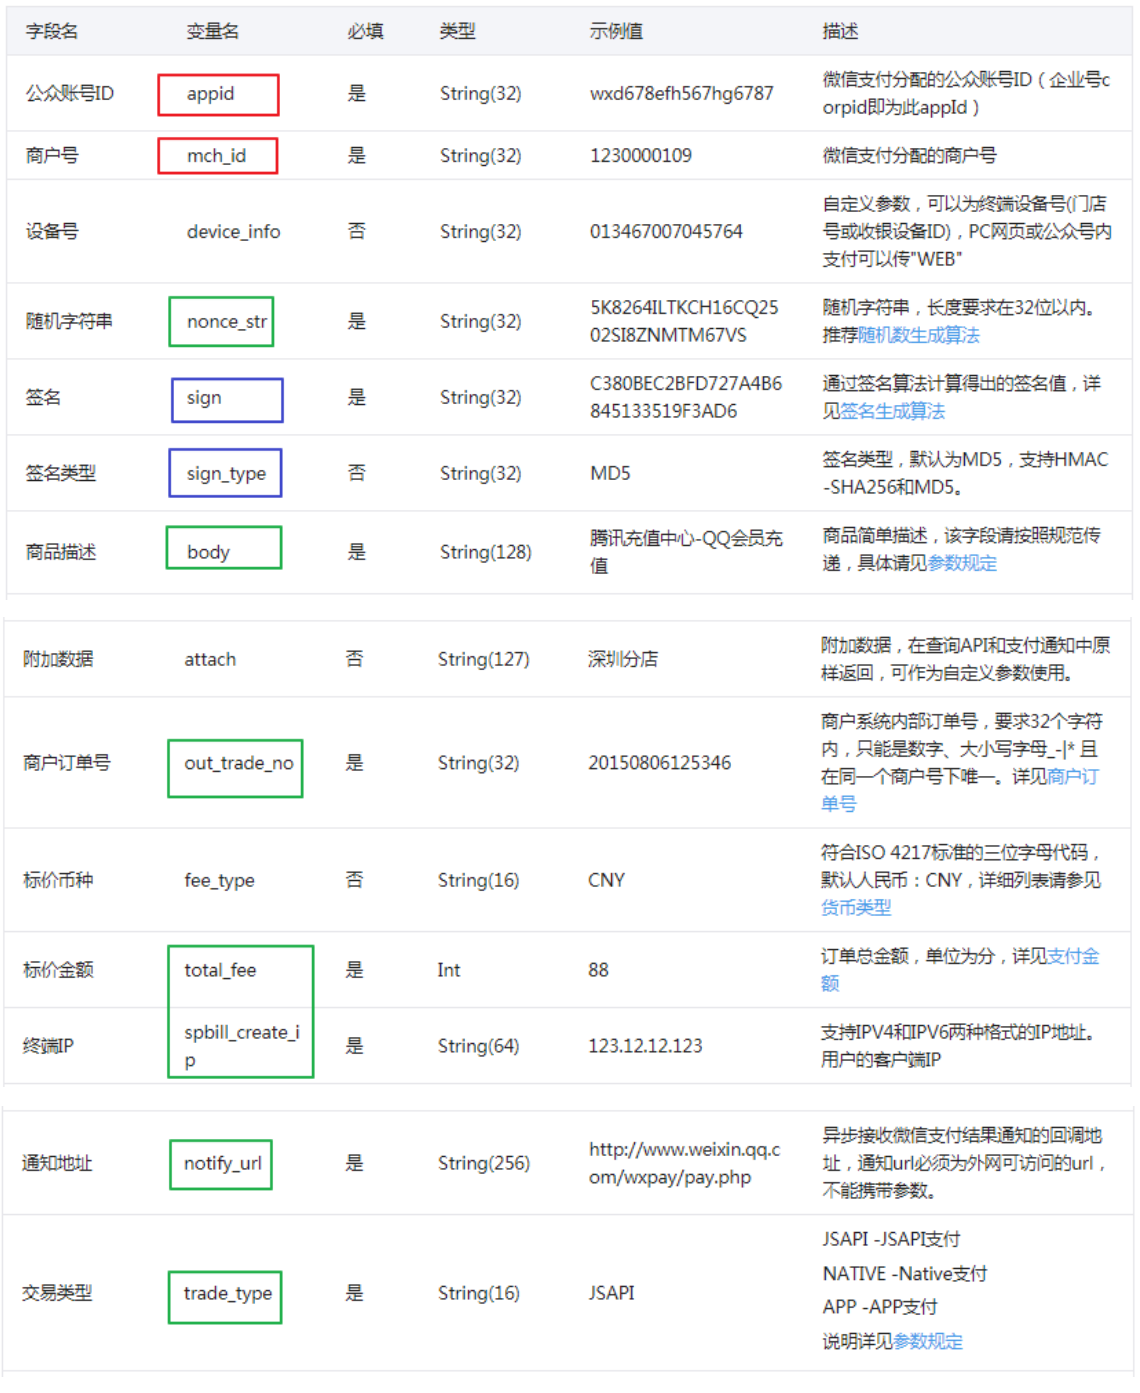 字段名 变量名 必填 类型 示例值 描述
公众账号ID appid 是 String(32) wxd678efh567hg6787 微信支付分配的公众账号ID（企业号c
orpid即为此appId）
商户号 mch_id 是 String(32) 1230000109 微信支付分配的商户号
设备号 device_info 否 String(32) 013467007045764 自定义参数，可以为终端设备号(门店
号或收银设备ID)，PC网页或公众号内
支付可以传"WEB"
随机字符串 nonce_str 是 String(32) 5K8264ILTKCH16CQ25 随机字符串，长度要求在32位以内。
02SI8ZNMTM67VS 推荐随机数生成算法
签名 sign 是 String(32) C380BEC2BFD727A4B6 通过签名算法计算得出的签名值，详
845133519F3AD6 见签名生成算法
签名类型 sign_type 否 String(32) MD5 签名类型，默认为MD5，支持HMAC
-SHA256和MD5。
商品描述 body 是 String(128) 腾讯充值中心-QQ会员充 商品简单描述，该字段请按照规范传
值 递，具体请见参数规定
附加数据 attach 否 String(127) 深圳分店 附加数据，在查询API和支付通知中原
样返回，可作为自定义参数使用。
商户订单号 out_trade_no 是 String(32) 20150806125346 商户系统内部订单号，要求32个字符
内，只能是数字、大小写字母_-|* 且
在同一个商户号下唯一。详见商户订
单号
标价币种 fee_type 否 String(16) CNY 符合ISO 4217标准的三位字母代码，
默认人民币：CNY，详细列表请参见
货币类型
标价金额 total_fee 是 Int 88 订单总金额，单位为分，详见支付金
额
终端IP spbill_create_i 是 String(64) 123.12.12.123 支持IPV4和IPV6两种格式的IP地址。
p 用户的客户端IP
通知地址 notify_url 是 String(256) http://www.weixin.qq.c 异步接收微信支付结果通知的回调地
om/wxpay/pay.php 址，通知url必须为外网可访问的url，
不能携带参数。
交易类型 trade_type 是 String(16) JSAPI JSAPI -JSAPI支付
NATIVE -Native支付
APP -APP支付
说明详见参数规定